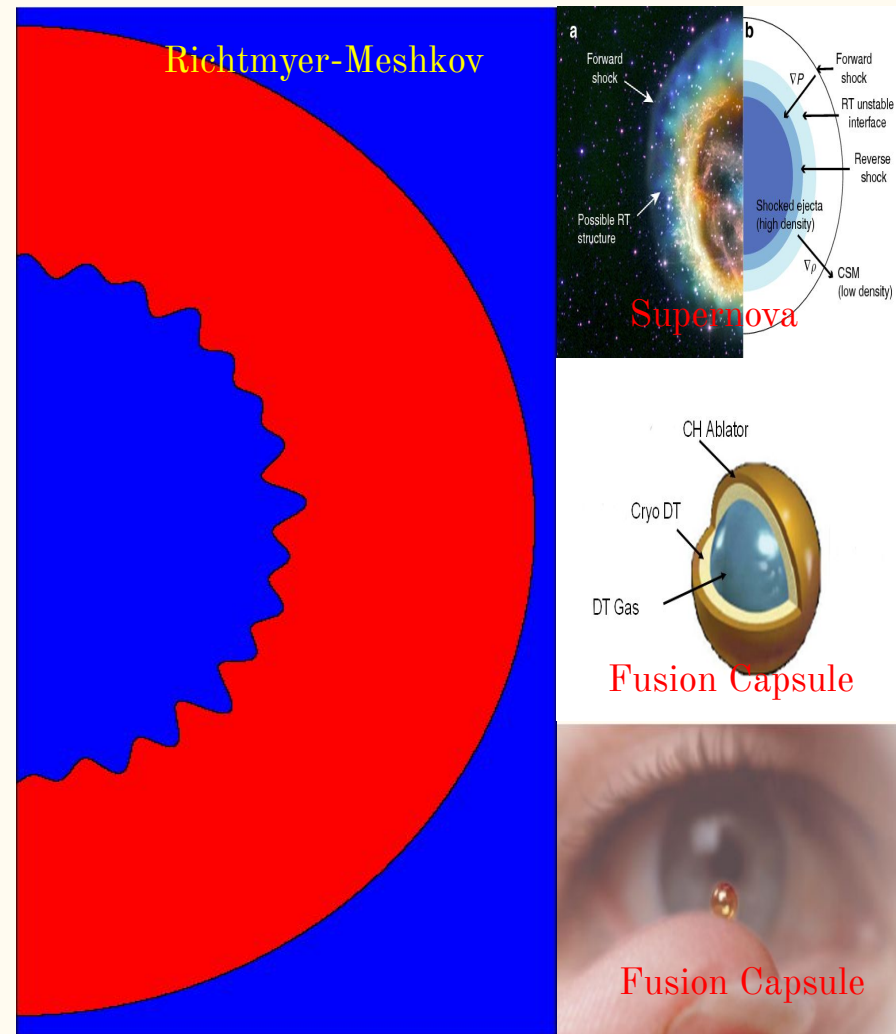 Richtmyer-Meshkov
a
Forward
shock
Possible RT
structure
b
∇P
Forward
shock
RT unstable
interface
Reverse
shock
Shocked ejecta
(high density)
∇ρ
CSM
(low density)
Supernova
CH Ablator
Cryo DT
DT Gas
Fusion Capsule
Fusion Capsule